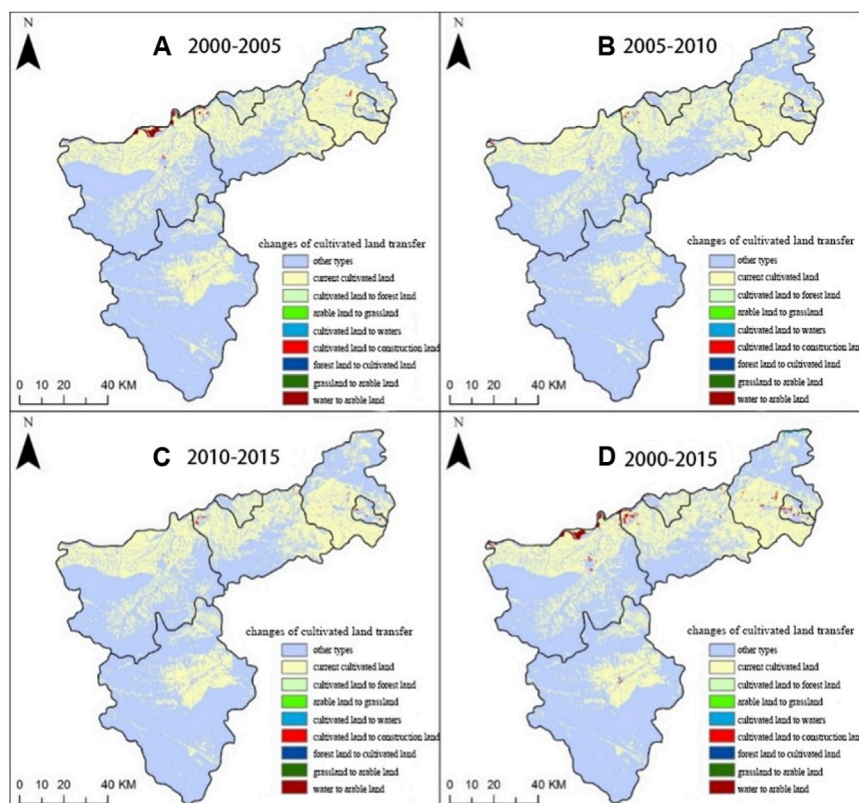 N
A 2000-2005
changes of cultivated land transfer
other types
current cultivated land
cultivated land to forest land
arable land to grassland
cultivated land to waters
cultivated land to construction land
forest land to cultivated land
grassland to arable land
water to arable land
0 10 20 40 KM
N
B 2005-2010
changes of cultivated land transfer
other types
current cultivated land
cultivated land to forest land
arable land to grassland
cultivated land to waters
cultivated land to construction land
forest land to cultivated land
grassland to arable land
water to arable land
0 10 20 40 KM
N
C 2010-2015
changes of cultivated land transfer
other types
current cultivated land
cultivated land to forest land
arable land to grassland
cultivated land to waters
cultivated land to construction land
forest land to cultivated land
grassland to arable land
water to arable land
0 10 20 40 KM
N
D 2000-2015
changes of cultivated land transfer
other types
current cultivated land
cultivated land to forest land
arable land to grassland
cultivated land to waters
cultivated land to construction land
forest land to cultivated land
grassland to arable land
water to arable land
0 10 20 40 KM